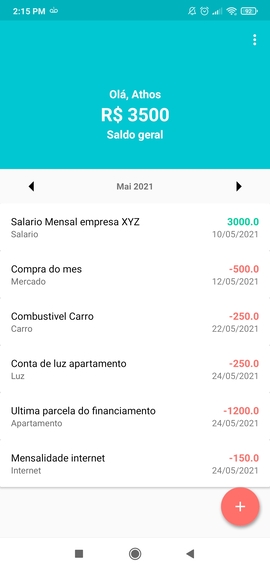 2:15 PM
92
Olá, Athos
R$ 3500
Saldo geral
Mai 2021
Salario Mensal empresa XYZ 3000.0
Salario 10/05/2021
Compra do mes -500.0
Mercado 12/05/2021
Combustivel Carro -250.0
Carro 22/05/2021
Conta de luz apartamento -250.0
Luz 24/05/2021
Ultima parcela do financiamento -1200.0
Apartamento 24/05/2021
Mensalidade internet -150.0
Internet 24/05/2021
+